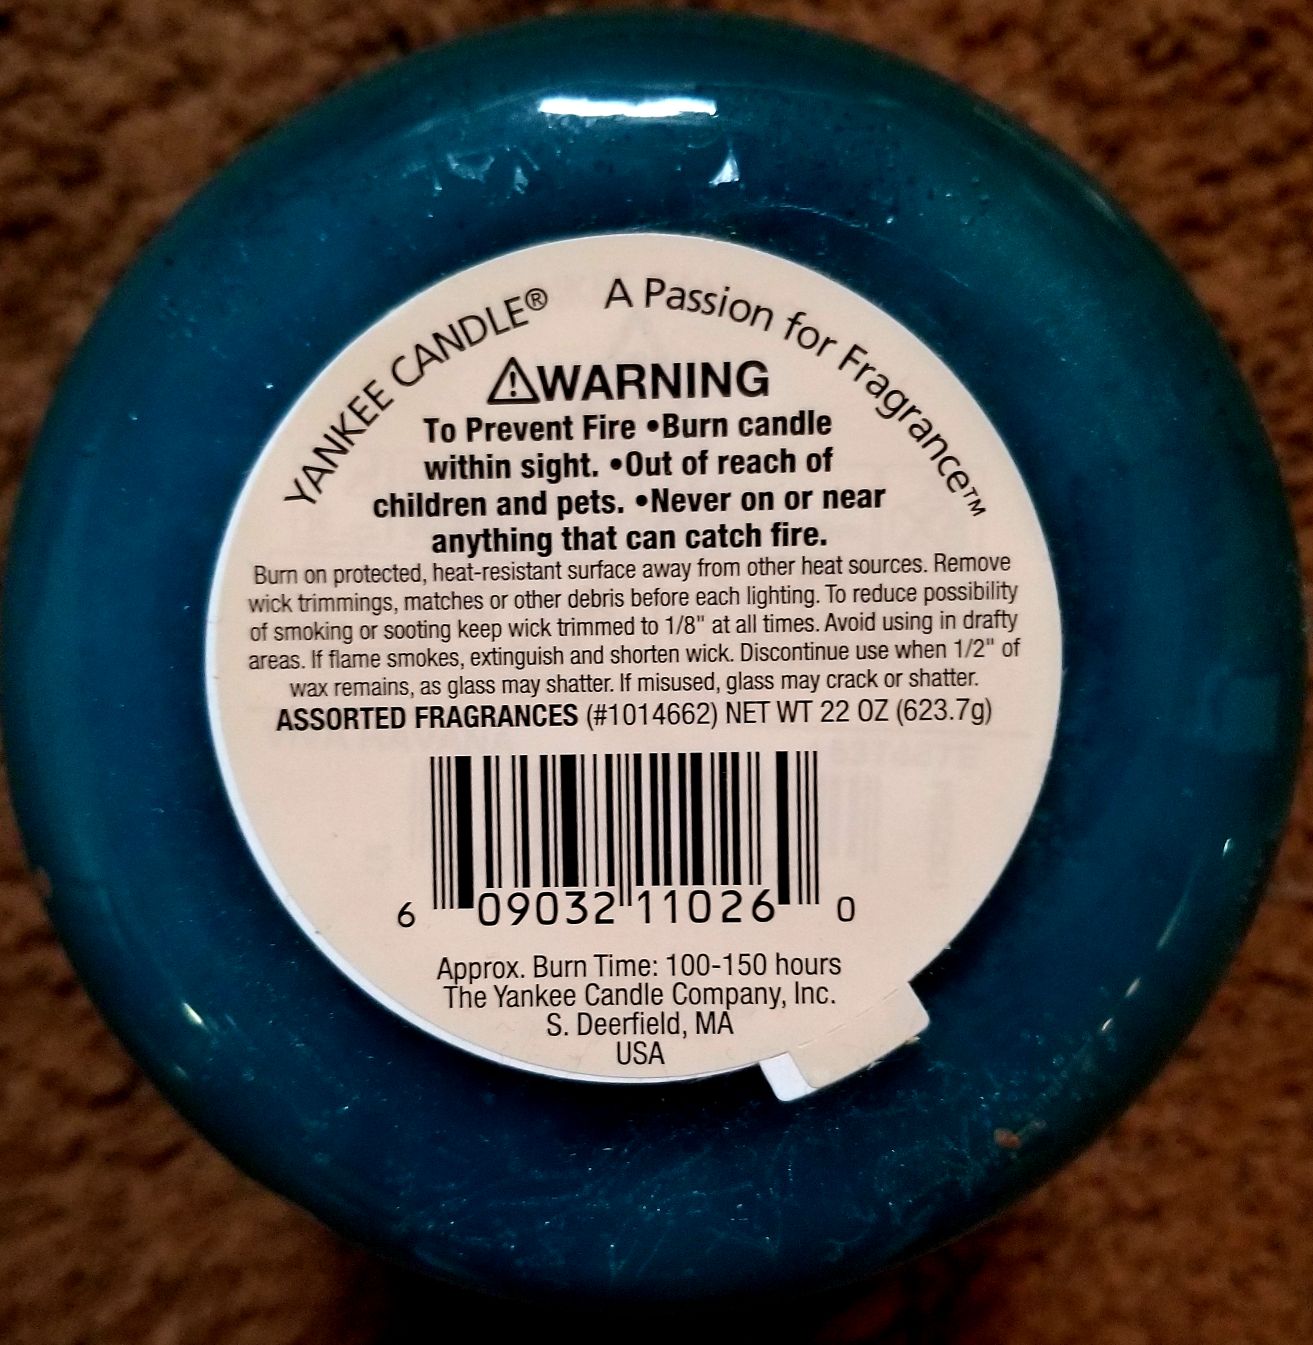 YANKEE CANDLE® A Passion for Fragrance™
⚠WARNING
To Prevent Fire •Burn candle
within sight. •Out of reach of
children and pets. •Never on or near
anything that can catch fire.
Burn on protected, heat-resistant surface away from other heat sources. Remove
wick trimmings, matches or other debris before each lighting. To reduce possibility
of smoking or sooting keep wick trimmed to 1/8" at all times. Avoid using in drafty
areas. If flame smokes, extinguish and shorten wick. Discontinue use when 1/2" of
wax remains, as glass may shatter. If misused, glass may crack or shatter.
ASSORTED FRAGRANCES (#1014662) NET WT 22 OZ (623.7g)
6 09032 11026 0
Approx. Burn Time: 100-150 hours
The Yankee Candle Company, Inc.
S. Deerfield, MA
USA